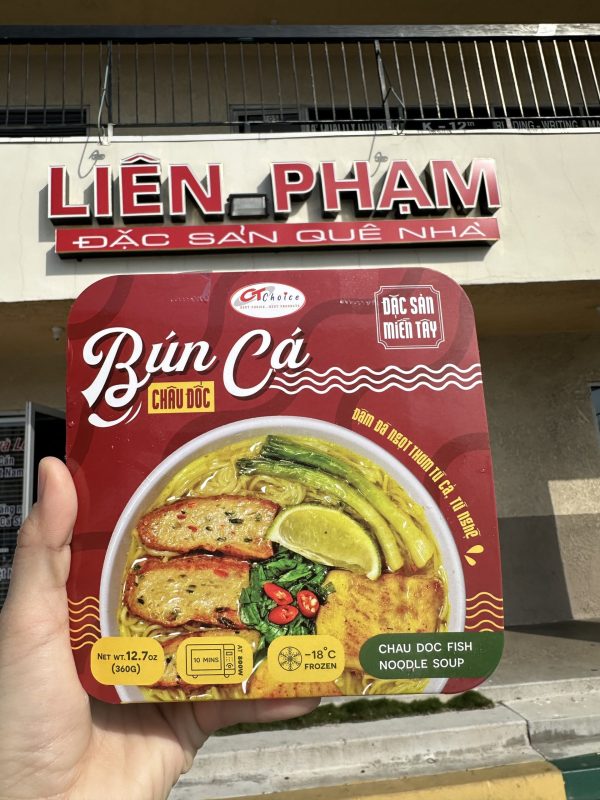 K-12th
LIÊN PHẠM
ĐẶC SẢN QUÊ NHÀ
CT Choice
ĐẶC SẢN
MIỀN TÂY
Bún Cá
CHÂU ĐỐC
ĐẬM ĐÀ NGỌT THƠM TỪ CÁ, TỪ NGHỆ
NET WT. 12.7OZ
(360G)
10 MINS
AT 800W
-18°C
FROZEN
CHAU DOC FISH
NOODLE SOUP